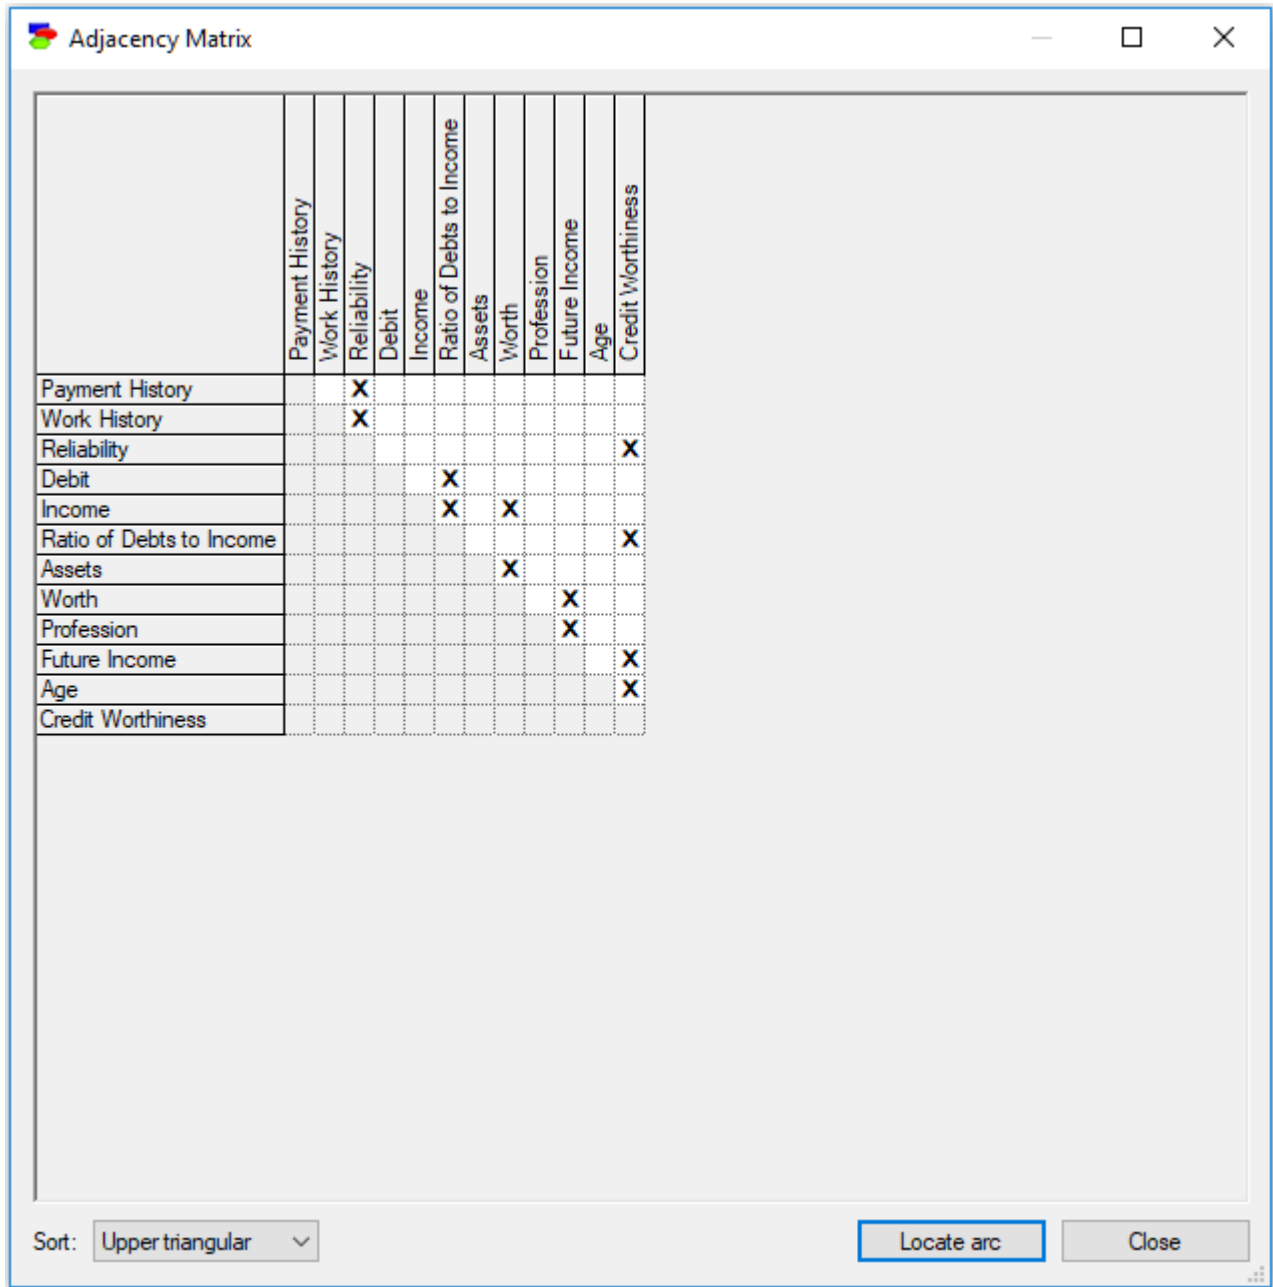 Adjacency Matrix
Payment History
Work History
Reliability
Debit
Income
Ratio of Debts to Income
Assets
Worth
Profession
Future Income
Age
Credit Worthiness
Payment History X
Work History X
Reliability X
Debit X
Income X X
Ratio of Debts to Income X
Assets X
Worth X
Profession X
Future Income X
Age X
Credit Worthiness
Sort: Upper triangular Locate arc Close